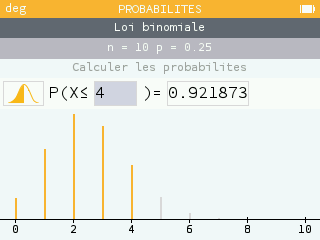 deg PROBABILITES
Loi binomiale
n = 10 p = 0.25
Calculer les probabilites
P(X≤ 4 )= 0.921873
0 2 4 6 8 10